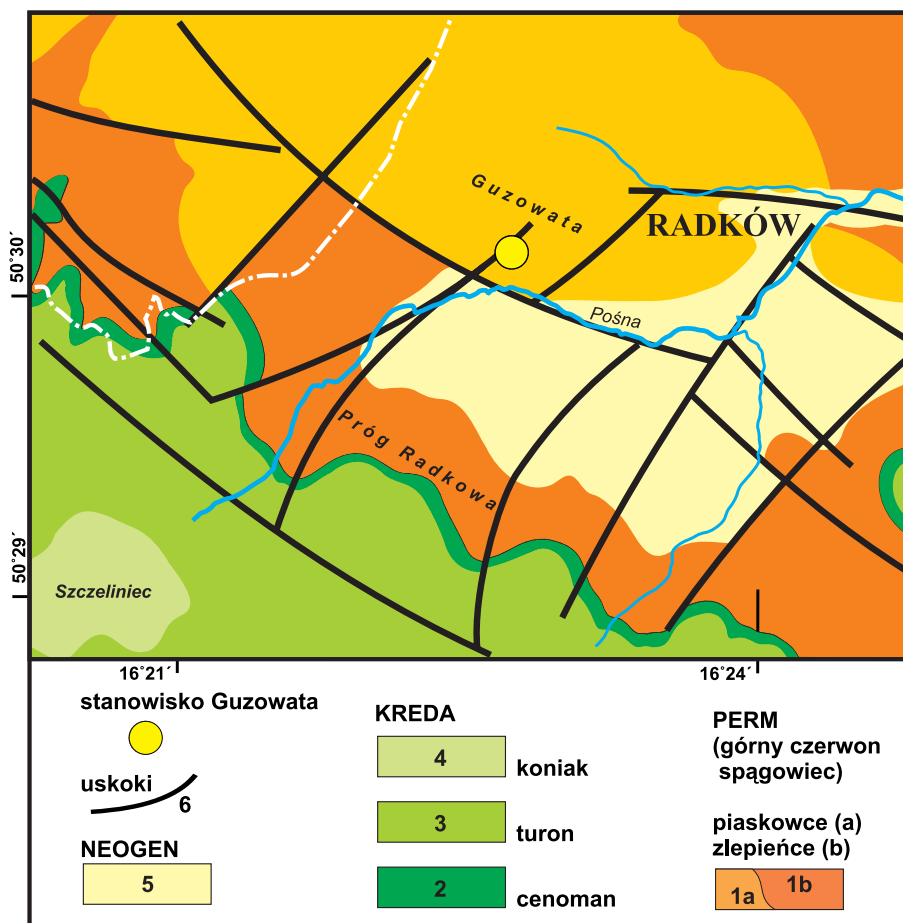 Guzowata
RADKÓW
50°30´
Pośna
Próg Radkowa
50°29´
Szczeliniec
16°21´
16°24´
stanowisko Guzowata
uskoki
6
NEOGEN
5
KREDA
4 koniak
3 turon
2 cenoman
PERM
(górny czerwon
spągowiec)
piaskowce (a)
zlepieńce (b)
1a 1b